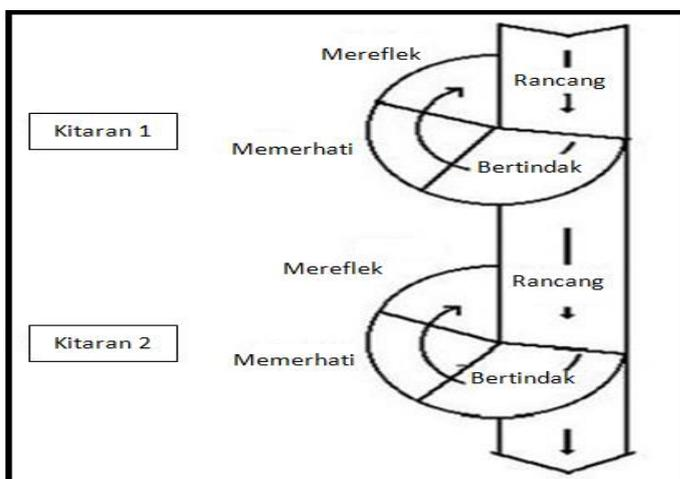 Mereflek
Rancang
Kitaran 1
Memerhati
Bertindak
Mereflek
Rancang
Kitaran 2
Memerhati
Bertindak